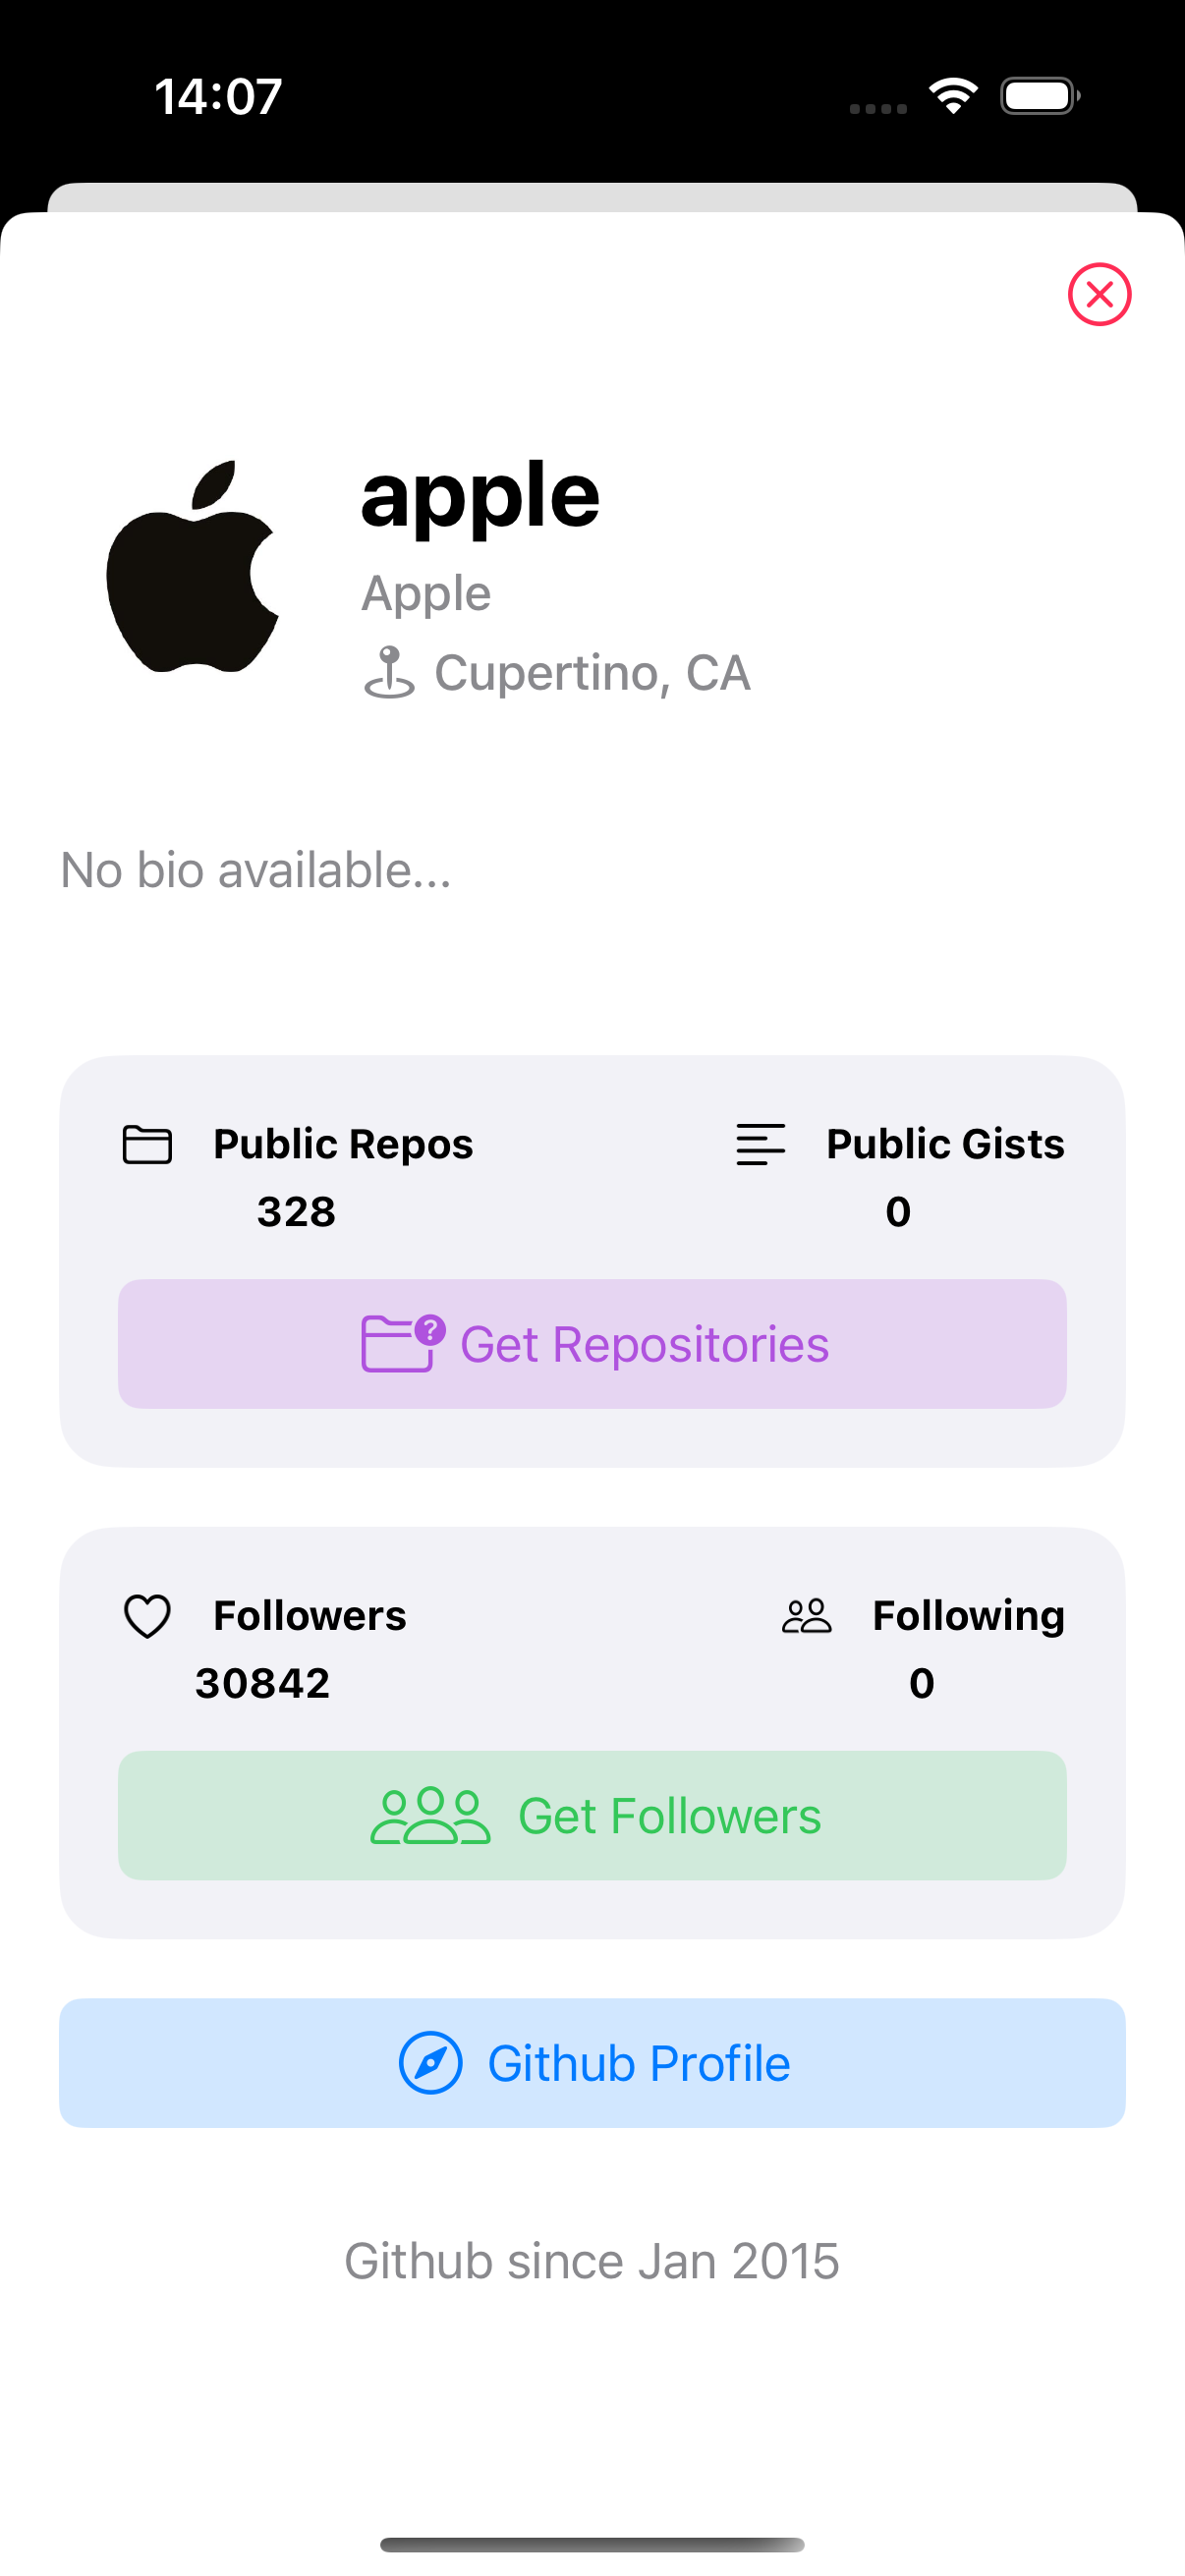 14:07
apple
Apple
Cupertino, CA
No bio available...
Public Repos Public Gists
328 0
Get Repositories
Followers Following
30842 0
Get Followers
Github Profile
Github since Jan 2015